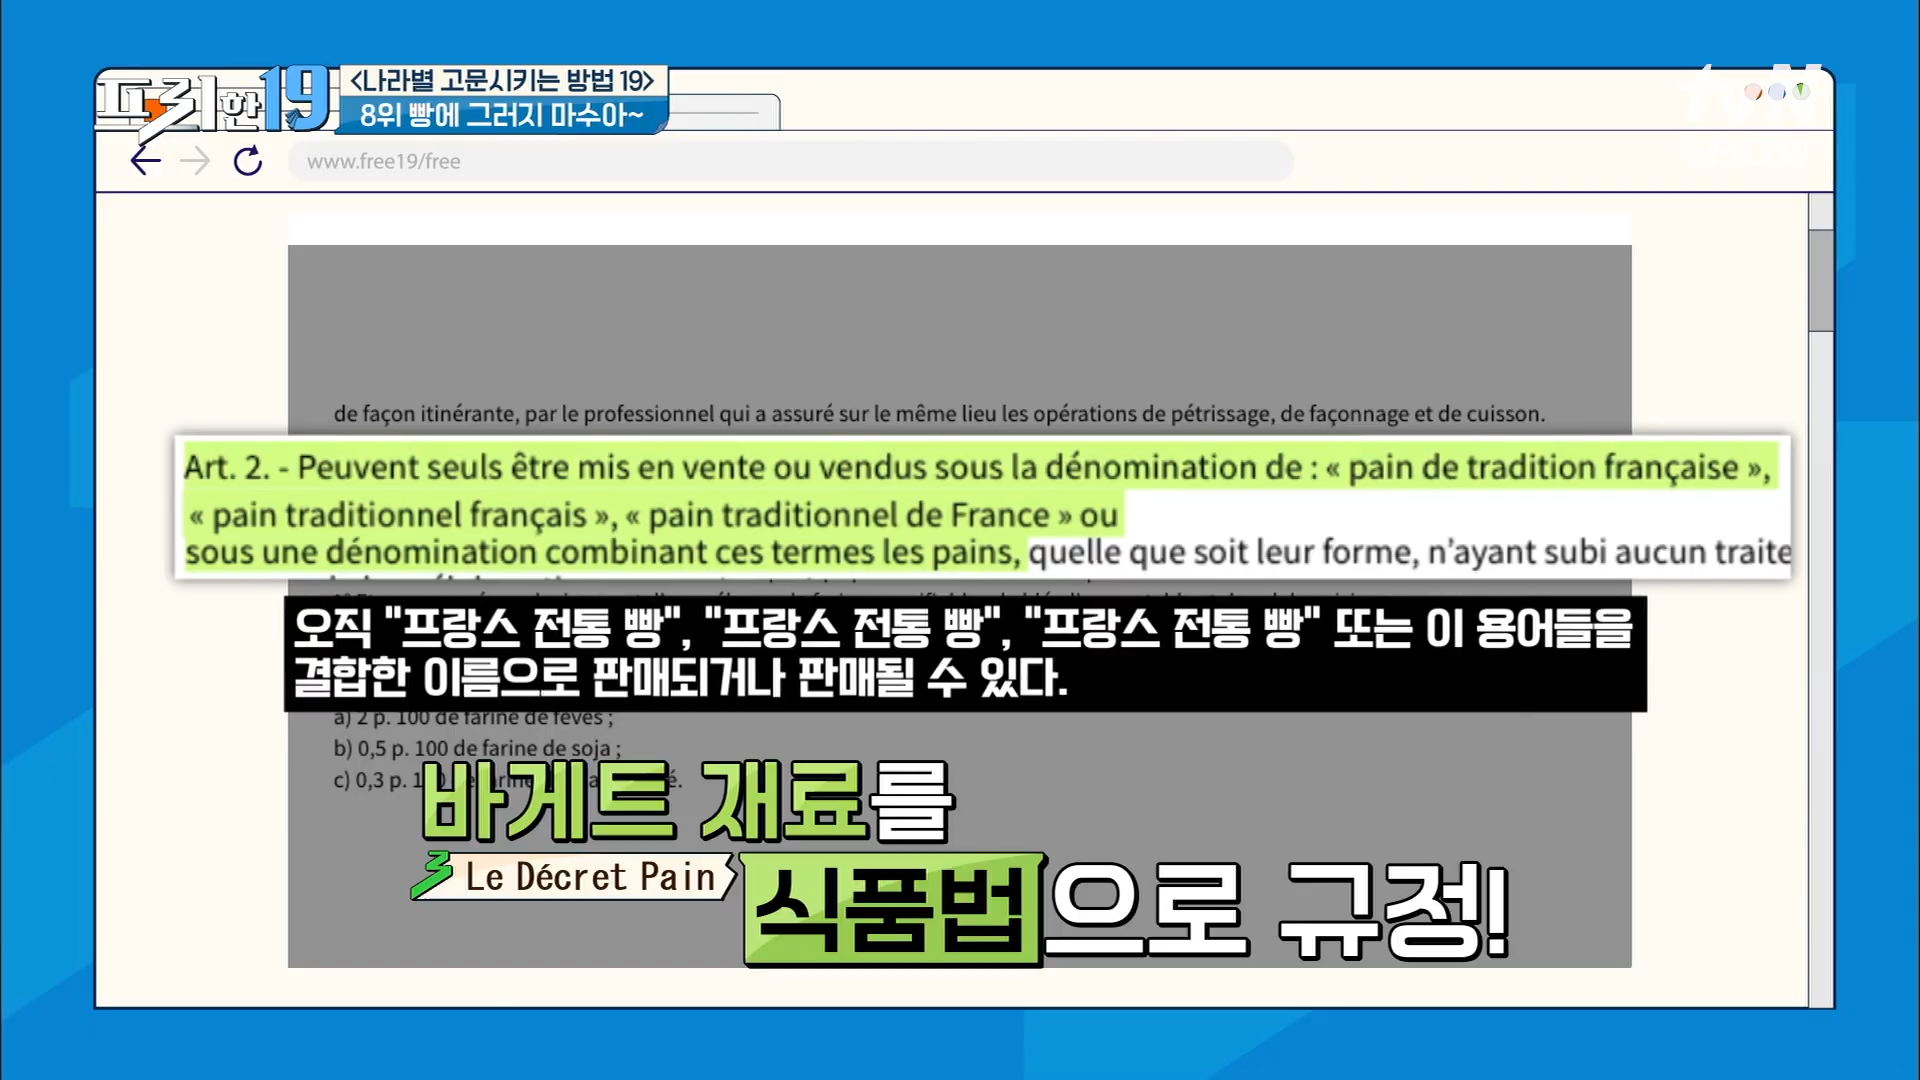 프리한19
<나라별 고문시키는 방법 19>
8위 빵에 그러지 마수아~
tvN
SHOW
www.free19/free
de façon itinérante, par le professionnel qui a assuré sur le même lieu les opérations de pétrissage, de façonnage et de cuisson.
Art. 2. - Peuvent seuls être mis en vente ou vendus sous la dénomination de : « pain de tradition française »,
« pain traditionnel français », « pain traditionnel de France » ou
sous une dénomination combinant ces termes les pains, quelle que soit leur forme, n’ayant subi aucun traite
오직 "프랑스 전통 빵", "프랑스 전통 빵", "프랑스 전통 빵" 또는 이 용어들을
결합한 이름으로 판매되거나 판매될 수 있다.
a) 2 p. 100 de farine de fèves ;
b) 0,5 p. 100 de farine de soja ;
c) 0,3 p.
바게트 재료를
Le Décret Pain
식품법으로 규정!